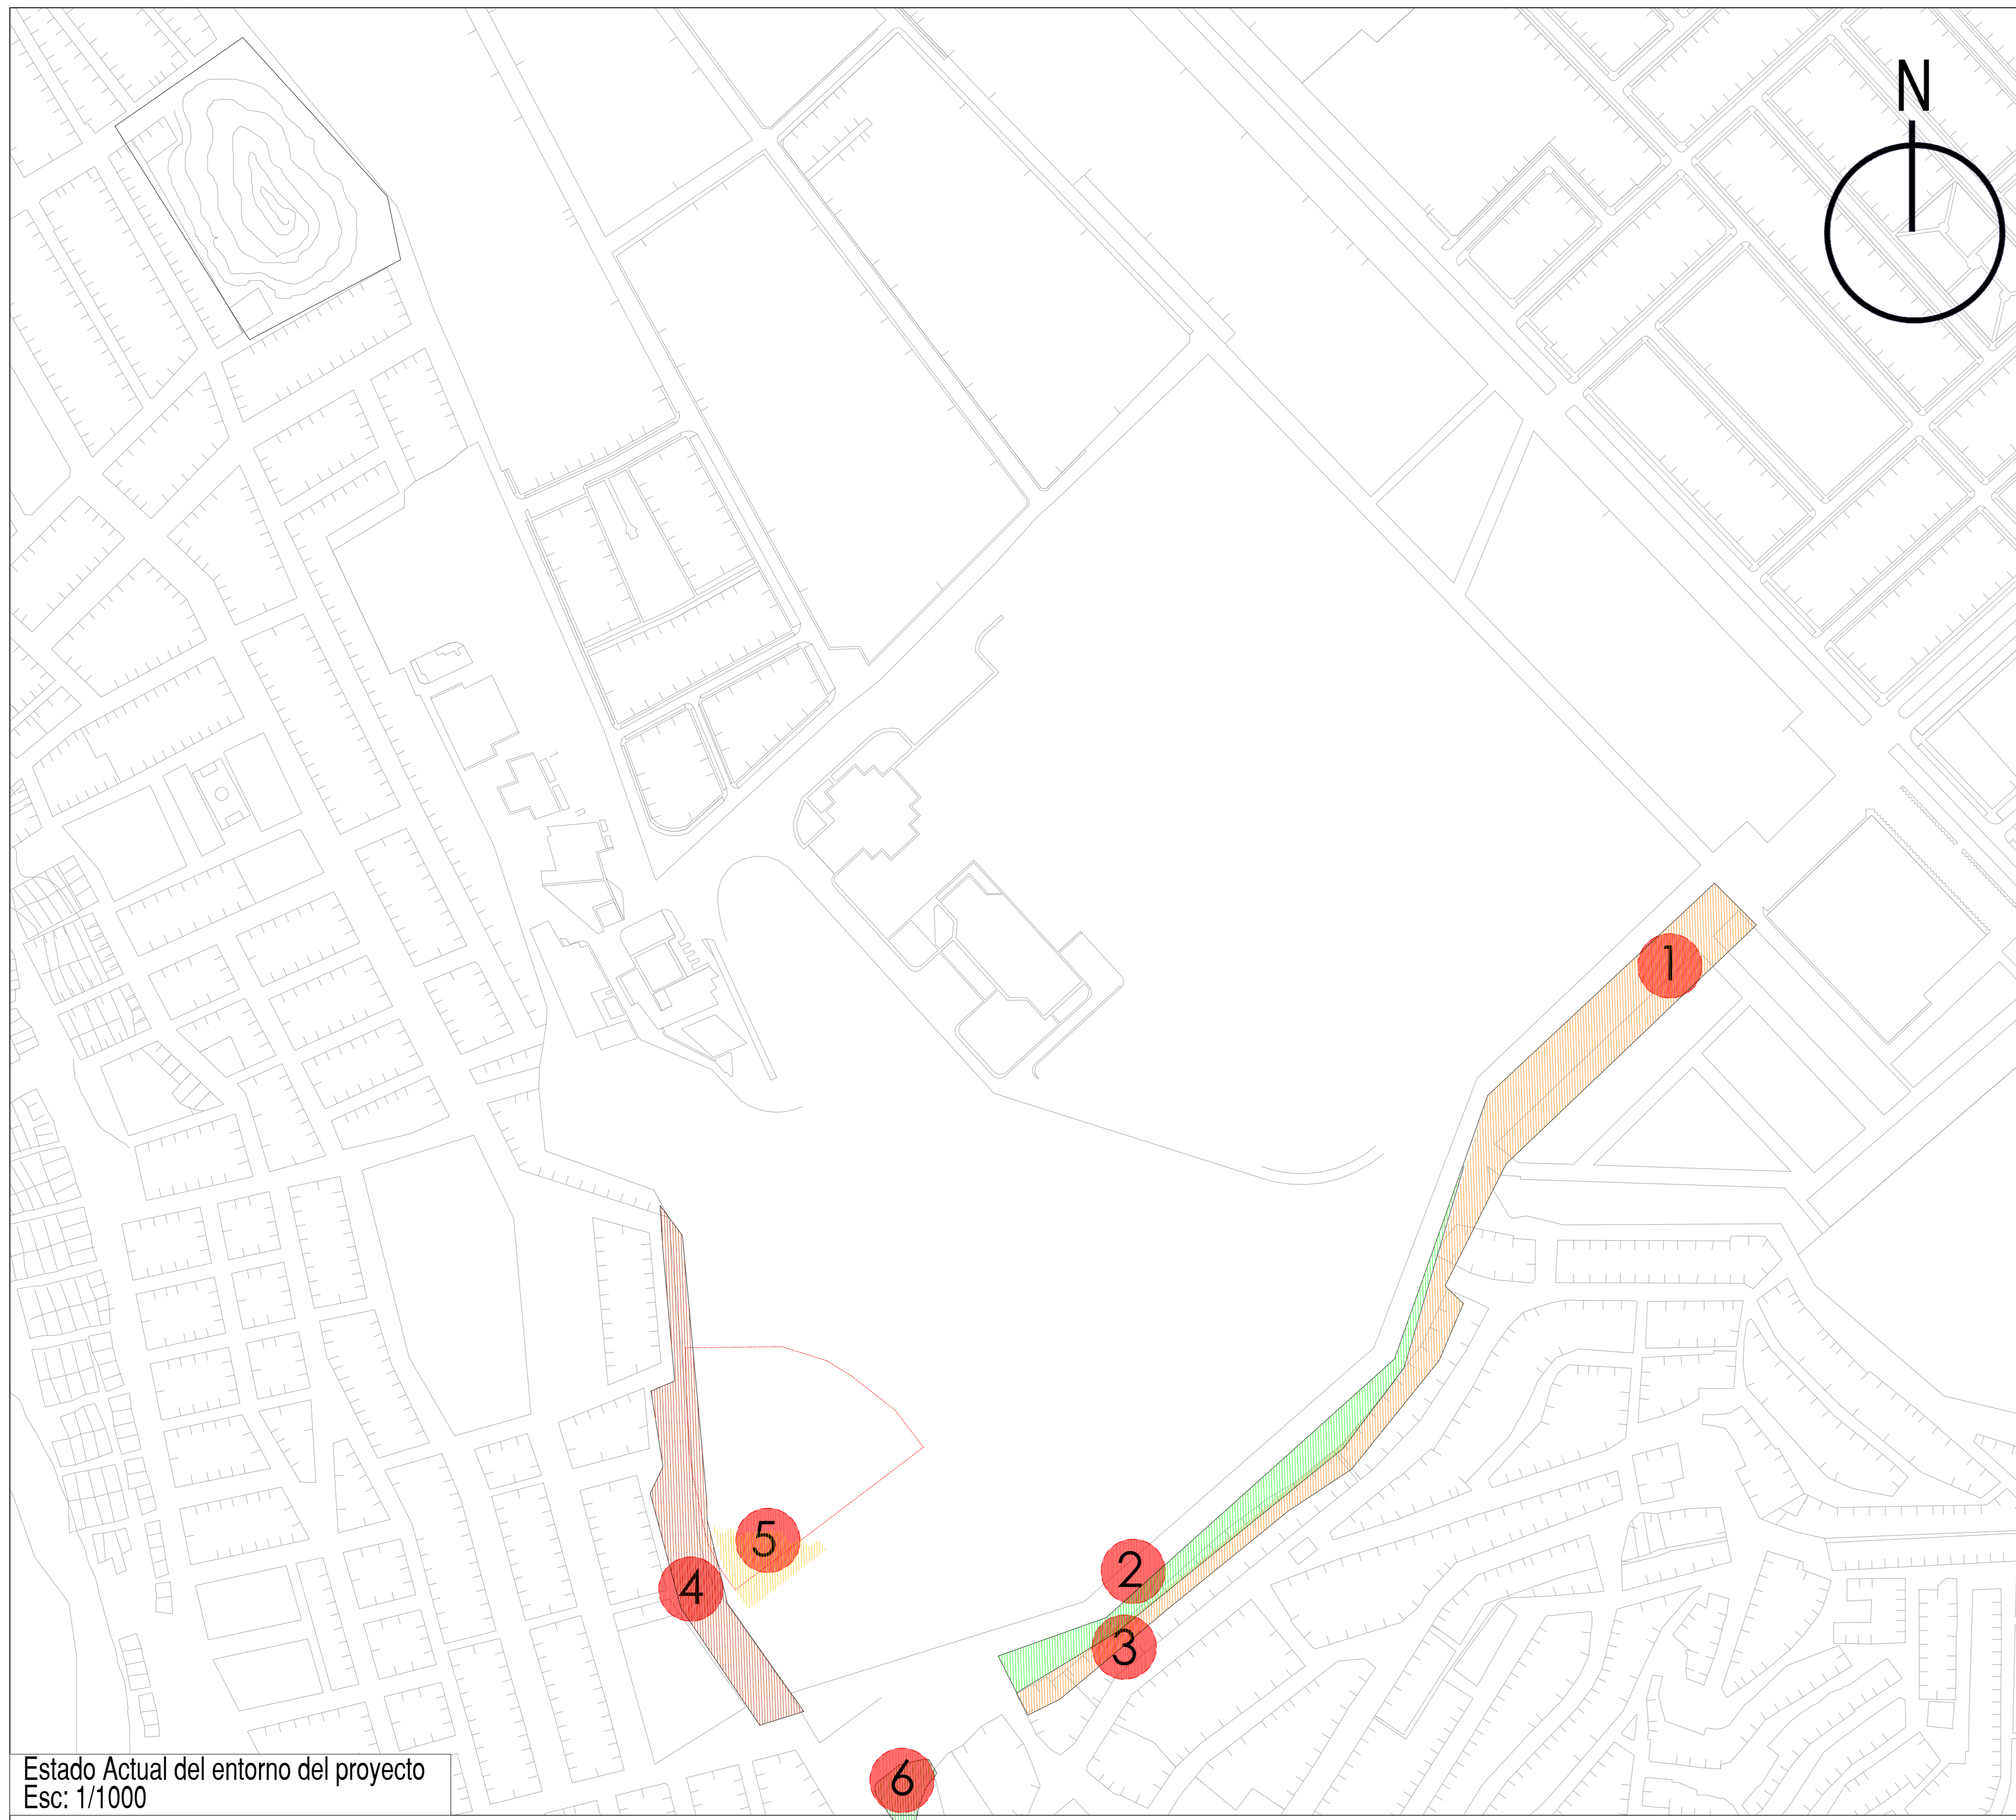 N
1
5
2
4
3
6
Estado Actual del entorno del proyecto
Esc: 1/1000